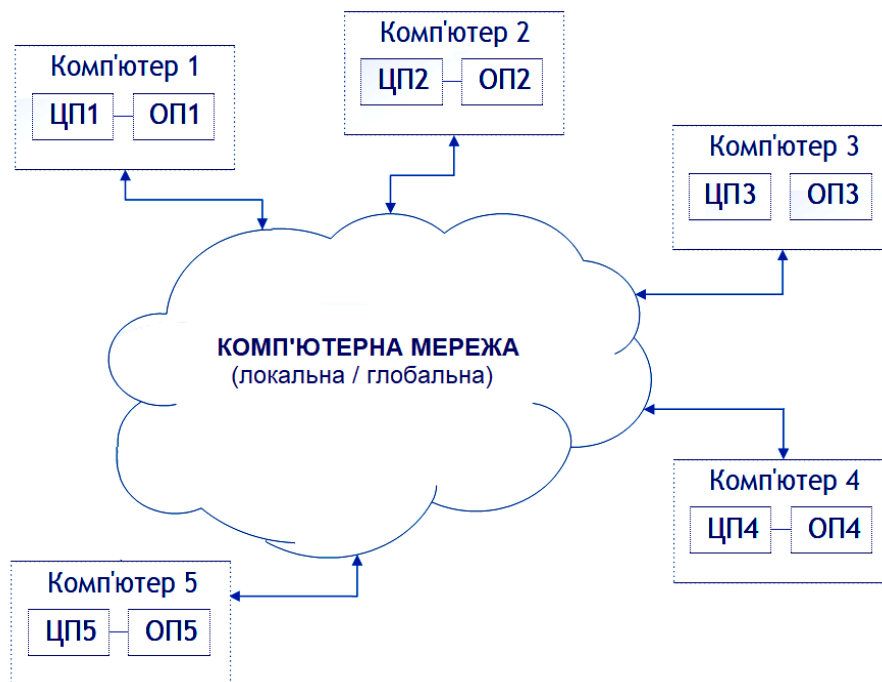 Комп'ютер 1
ЦП1 ОП1
Комп'ютер 2
ЦП2 ОП2
Комп'ютер 3
ЦП3 ОП3
КОМП'ЮТЕРНА МЕРЕЖА
(локальна / глобальна)
Комп'ютер 4
ЦП4 ОП4
Комп'ютер 5
ЦП5 ОП5